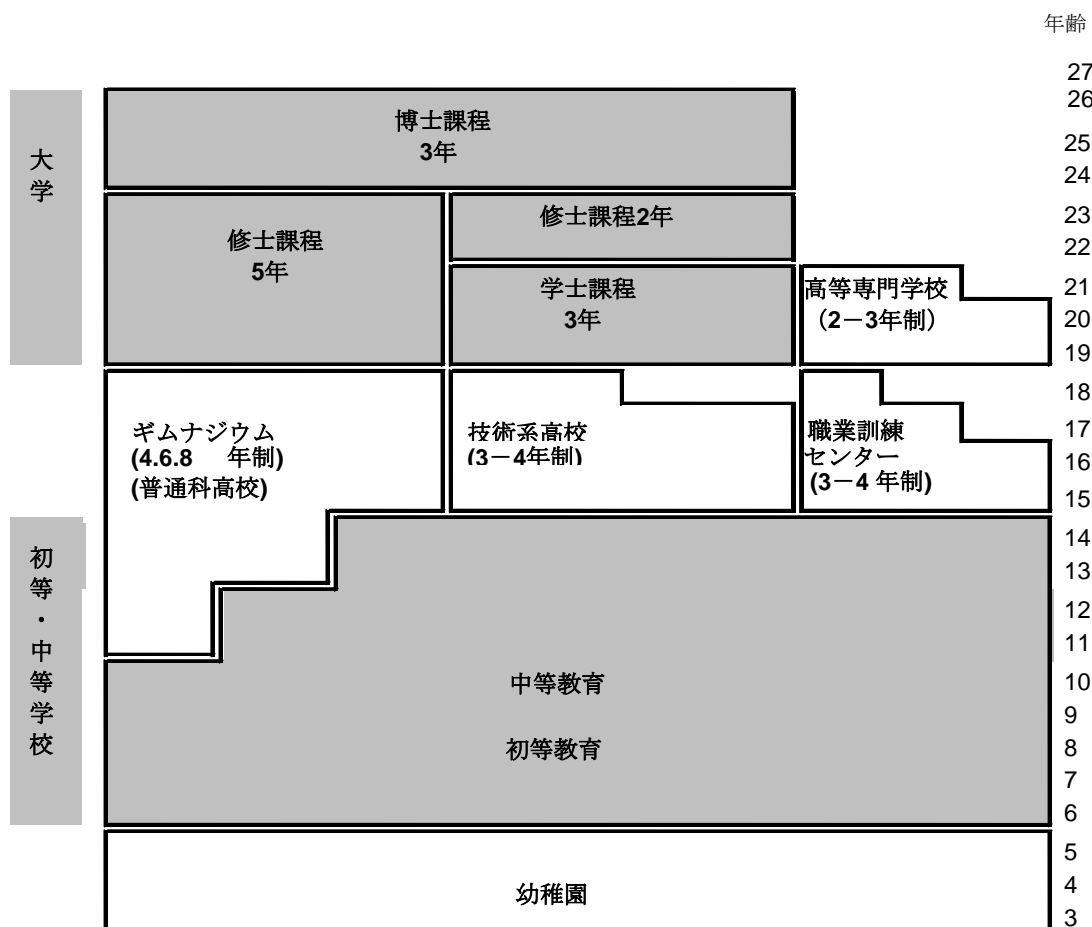 年齢
27
26
博士課程
3年
25
24
大学
修士課程2年
23
修士課程
5年
22
学士課程
3年
高等専門学校
（2－3年制）
21
20
19
18
ギムナジウム
(4.6.8 年制)
(普通科高校)
技術系高校
(3－4年制)
職業訓練
センター
(3－4 年制)
17
16
15
初等・中等学校
14
13
12
11
中等教育
10
9
初等教育
8
7
6
幼稚園
5
4
3